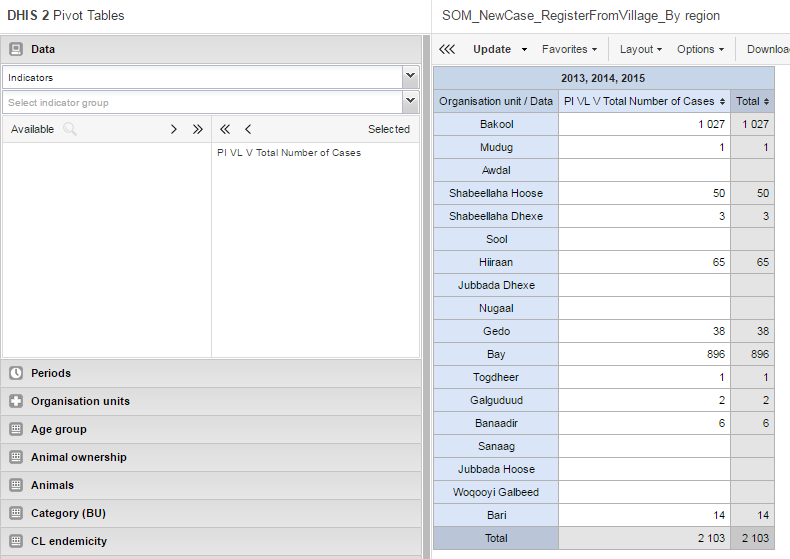 DHIS 2 Pivot Tables
Data
Indicators
Select indicator group
Available
Selected
PI VL V Total Number of Cases
Periods
Organisation units
Age group
Animal ownership
Animals
Category (BU)
CL endemicity
SOM_NewCase_RegisterFromVillage_By region
Update Favorites Layout Options Downloa
2013, 2014, 2015
Organisation unit / Data PI VL V Total Number of Cases Total
Bakool 1 027 1 027
Mudug 1 1
Awdal
Shabeellaha Hoose 50 50
Shabeellaha Dhexe 3 3
Sool
Hiiraan 65 65
Jubbada Dhexe
Nugaal
Gedo 38 38
Bay 896 896
Togdheer 1 1
Galguduud 2 2
Banaadir 6 6
Sanaag
Jubbada Hoose
Woqooyi Galbeed
Bari 14 14
Total 2 103 2 103